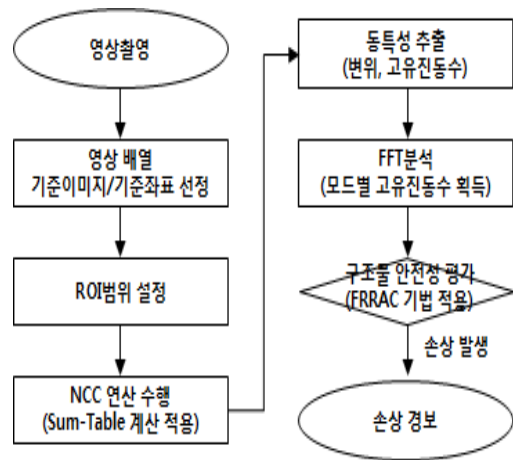 영상촬영
영상 배열
기준이미지/기준좌표 선정
ROI범위 설정
NCC 연산 수행
(Sum-Table 계산 적용)
동특성 추출
(변위, 고유진동수)
FFT분석
(모드별 고유진동수 획득)
구조물 안전성 평가
(FRRAC 기법 적용)
손상 발생
손상 경보